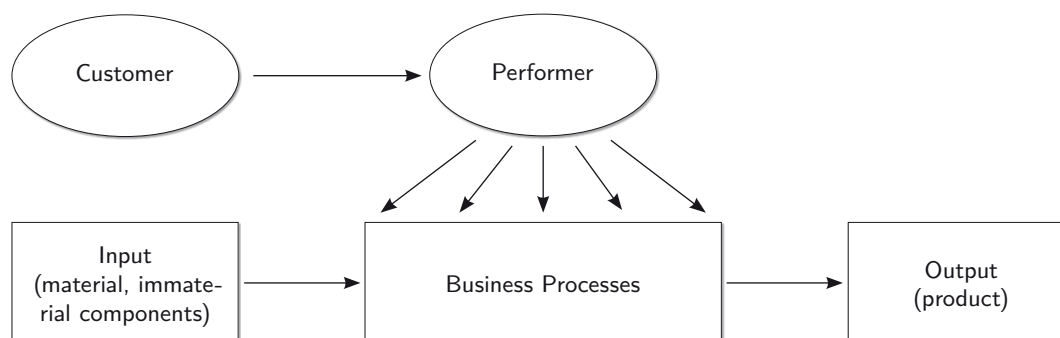 Customer
Performer
Input
(material, immate-
rial components)
Business Processes
Output
(product)